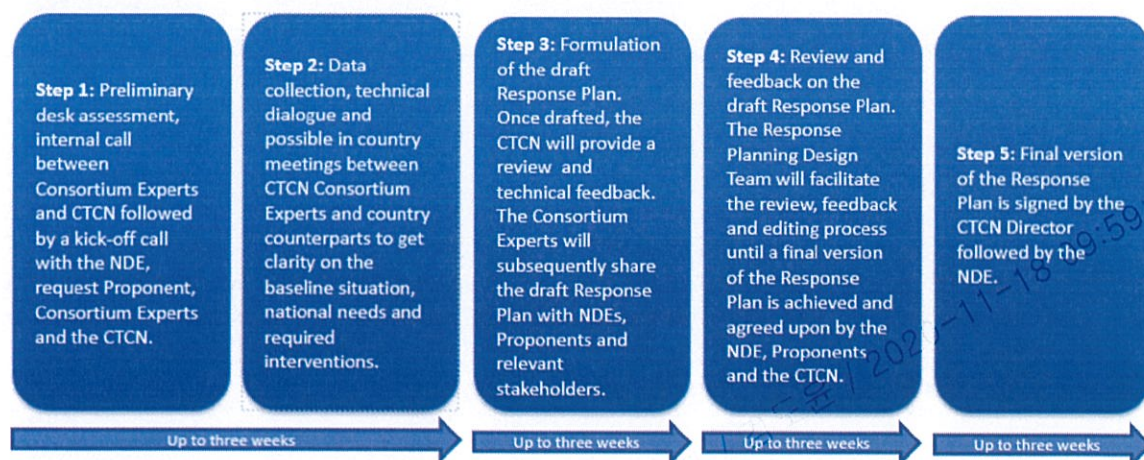 Step 1: Preliminary
desk assessment,
internal call
between
Consortium Experts
and CTCN followed
by a kick-off call
with the NDE,
request Proponent,
Consortium Experts
and the CTCN.
Step 2: Data
collection, technical
dialogue and
possible in country
meetings between
CTCN Consortium
Experts and country
counterparts to get
clarity on the
baseline situation,
national needs and
required
interventions.
Step 3: Formulation
of the draft
Response Plan.
Once drafted, the
CTCN will provide a
review and
technical feedback.
The Consortium
Experts will
subsequently share
the draft Response
Plan with NDEs,
Proponents and
relevant
stakeholders.
Step 4: Review and
feedback on the
draft Response Plan.
The Response
Planning Design
Team will facilitate
the review, feedback
and editing process
until a final version
of the Response
Plan is achieved and
agreed upon by the
NDE, Proponents
and the CTCN.
Step 5: Final version
of the Response
Plan is signed by the
CTCN Director
followed by the
NDE.
Up to three weeks
Up to three weeks
Up to three weeks
Up to three weeks